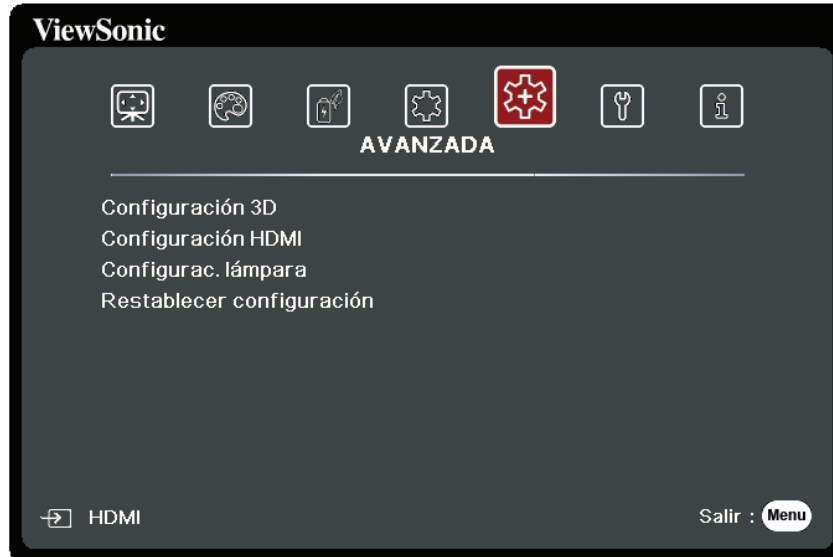 ViewSonic
AVANZADA
Configuración 3D
Configuración HDMI
Configurac. lámpara
Restablecer configuración
HDMI
Salir : Menu